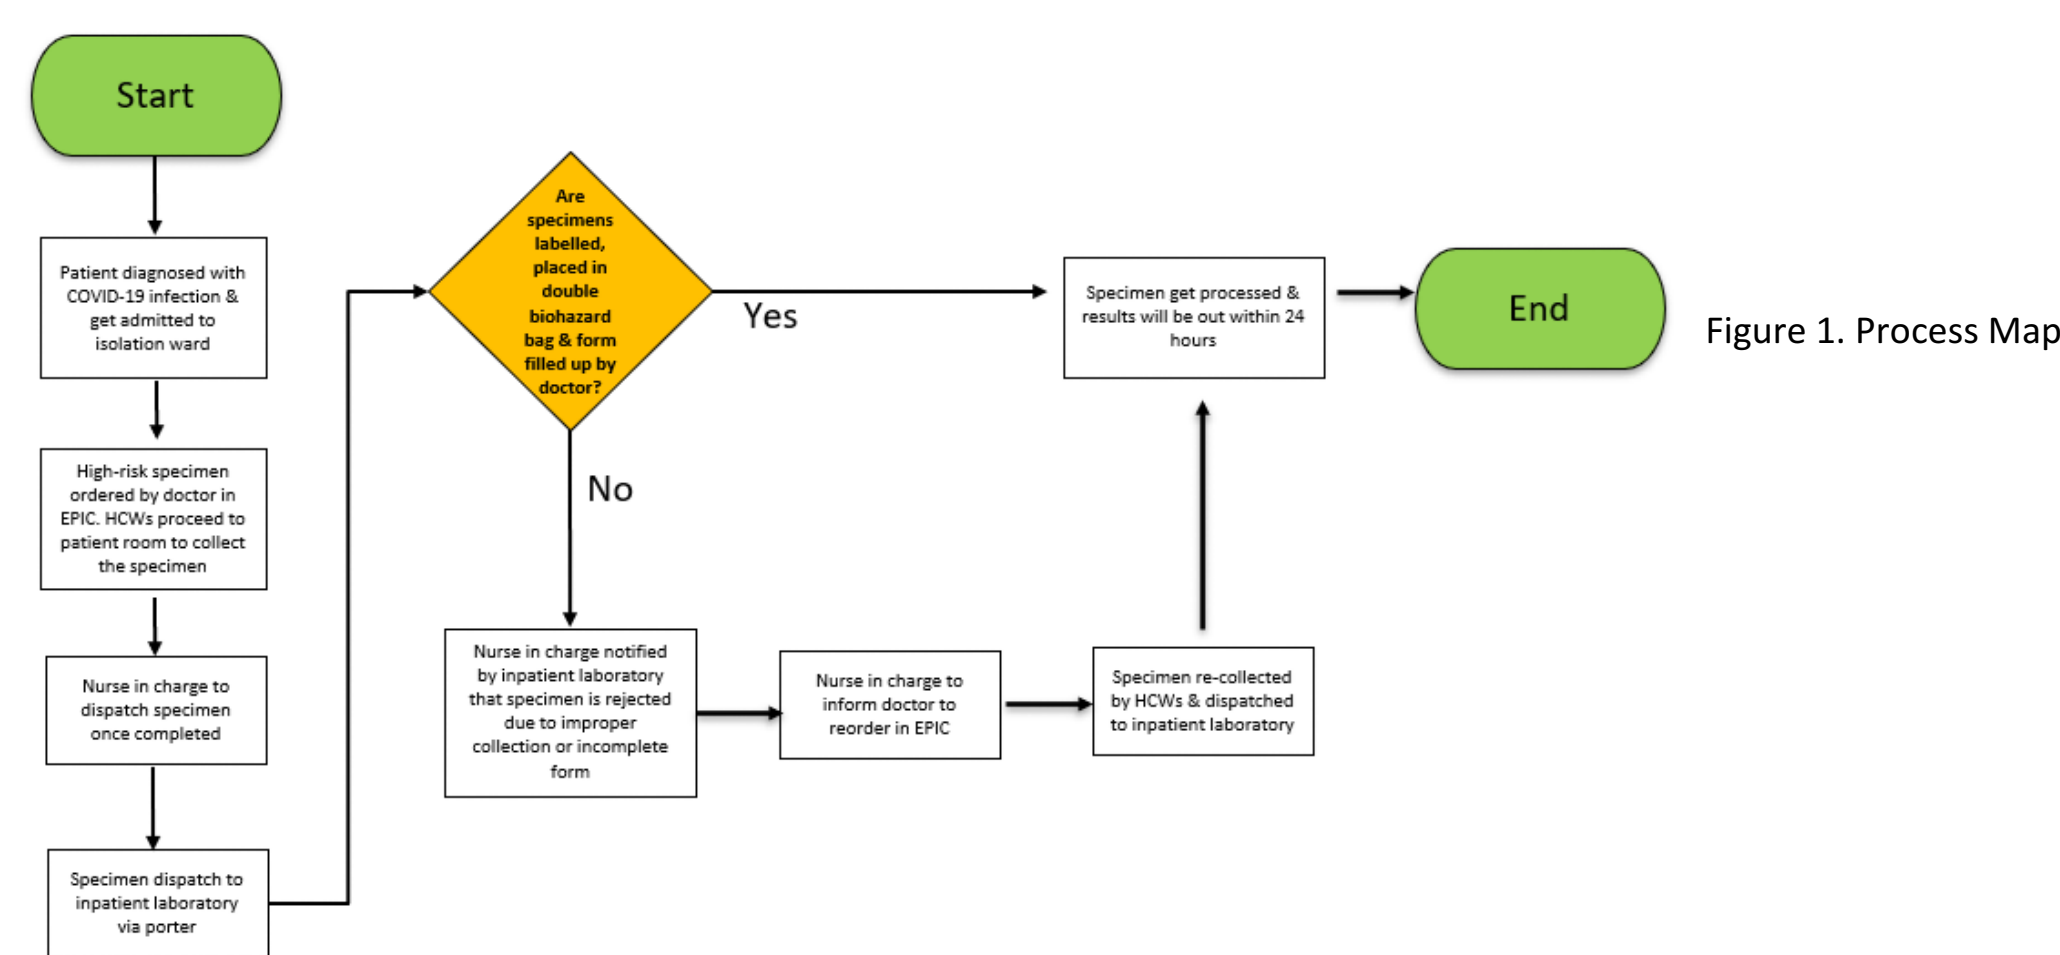 Start
Patient diagnosed with
COVID-19 infection &
get admitted to
isolation ward
High-risk specimen
ordered by doctor in
EPIC. HCWs proceed to
patient room to collect
the specimen
Nurse in charge to
dispatch specimen
once completed
Specimen dispatch to
inpatient laboratory
via porter
Are
specimens
labelled,
placed in
double
biohazard
bag & form
filled up by
doctor?
Yes
No
Nurse in charge notified
by inpatient laboratory
that specimen is rejected
due to improper
collection or incomplete
form
Nurse in charge to
inform doctor to
reorder in EPIC
Specimen re-collected
by HCWs & dispatched
to inpatient laboratory
Specimen get processed &
results will be out within 24
hours
End
Figure 1. Process Map